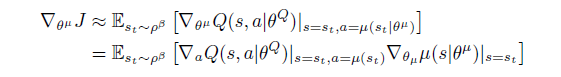 ∇_{θ^μ} J ≈ 𝔼_{s_t∼ρ^β} [∇_{θ^μ} Q(s, a|θ^Q)|_{s=s_t, a=μ(s_t|θ^μ)}]
= 𝔼_{s_t∼ρ^β} [∇_a Q(s, a|θ^Q)|_{s=s_t, a=μ(s_t)} ∇_{θ_μ} μ(s|θ^μ)|_{s=s_t}]